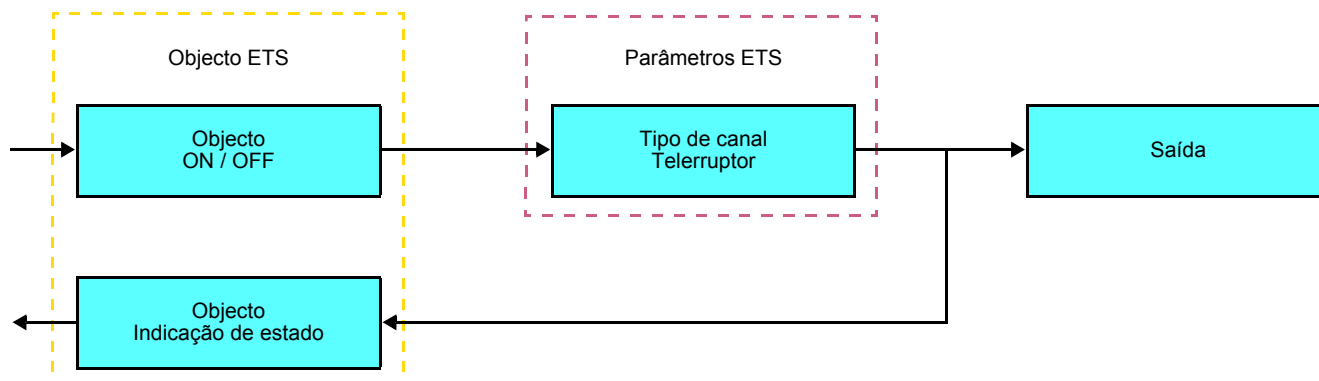 Objecto ETS
Parâmetros ETS
Objecto
ON / OFF
Tipo de canal
Telerruptor
Saída
Objecto
Indicação de estado